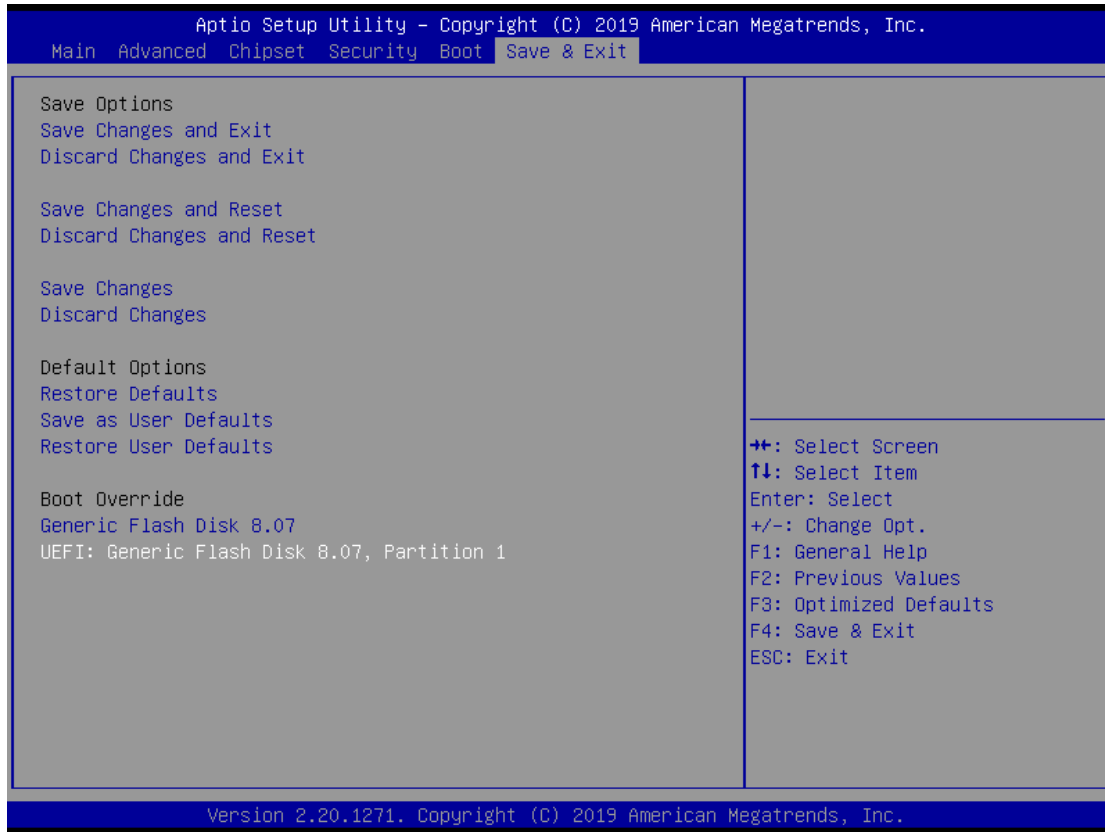 Aptio Setup Utility – Copyright (C) 2019 American Megatrends, Inc.
Main Advanced Chipset Security Boot Save & Exit
Save Options
Save Changes and Exit
Discard Changes and Exit
Save Changes and Reset
Discard Changes and Reset
Save Changes
Discard Changes
Default Options
Restore Defaults
Save as User Defaults
Restore User Defaults
Boot Override
Generic Flash Disk 8.07
UEFI: Generic Flash Disk 8.07, Partition 1
→←: Select Screen
↑↓: Select Item
Enter: Select
+/-: Change Opt.
F1: General Help
F2: Previous Values
F3: Optimized Defaults
F4: Save & Exit
ESC: Exit
Version 2.20.1271. Copyright (C) 2019 American Megatrends, Inc.